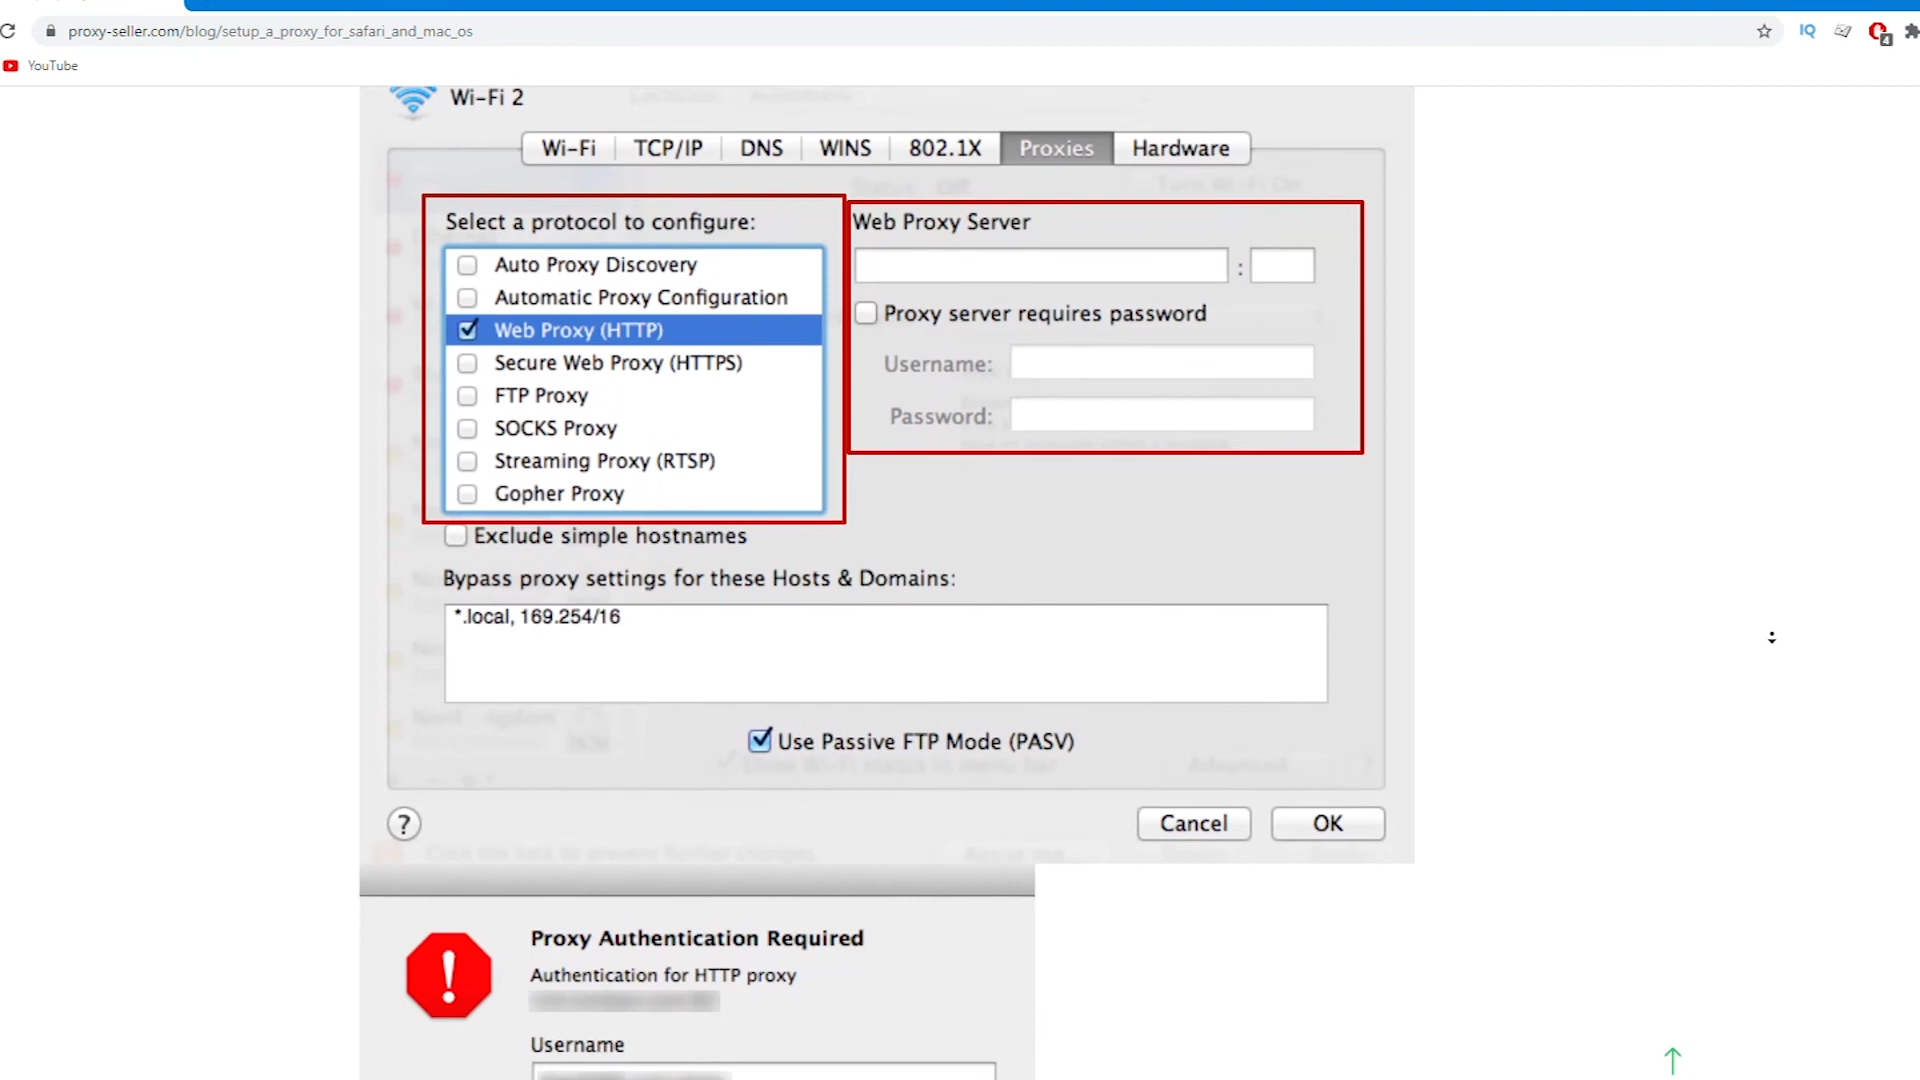 proxy-seller.com/blog/setup_a_proxy_for_safari_and_mac_os
IQ
4
YouTube
Wi-Fi 2
Wi-Fi
TCP/IP
DNS
WINS
802.1X
Proxies
Hardware
Select a protocol to configure:
Auto Proxy Discovery
Automatic Proxy Configuration
Web Proxy (HTTP)
Secure Web Proxy (HTTPS)
FTP Proxy
SOCKS Proxy
Streaming Proxy (RTSP)
Gopher Proxy
Web Proxy Server
:
Proxy server requires password
Username:
Password:
Exclude simple hostnames
Bypass proxy settings for these Hosts & Domains:
*.local, 169.254/16
Use Passive FTP Mode (PASV)
?
Cancel
OK
Proxy Authentication Required
Authentication for HTTP proxy
Username